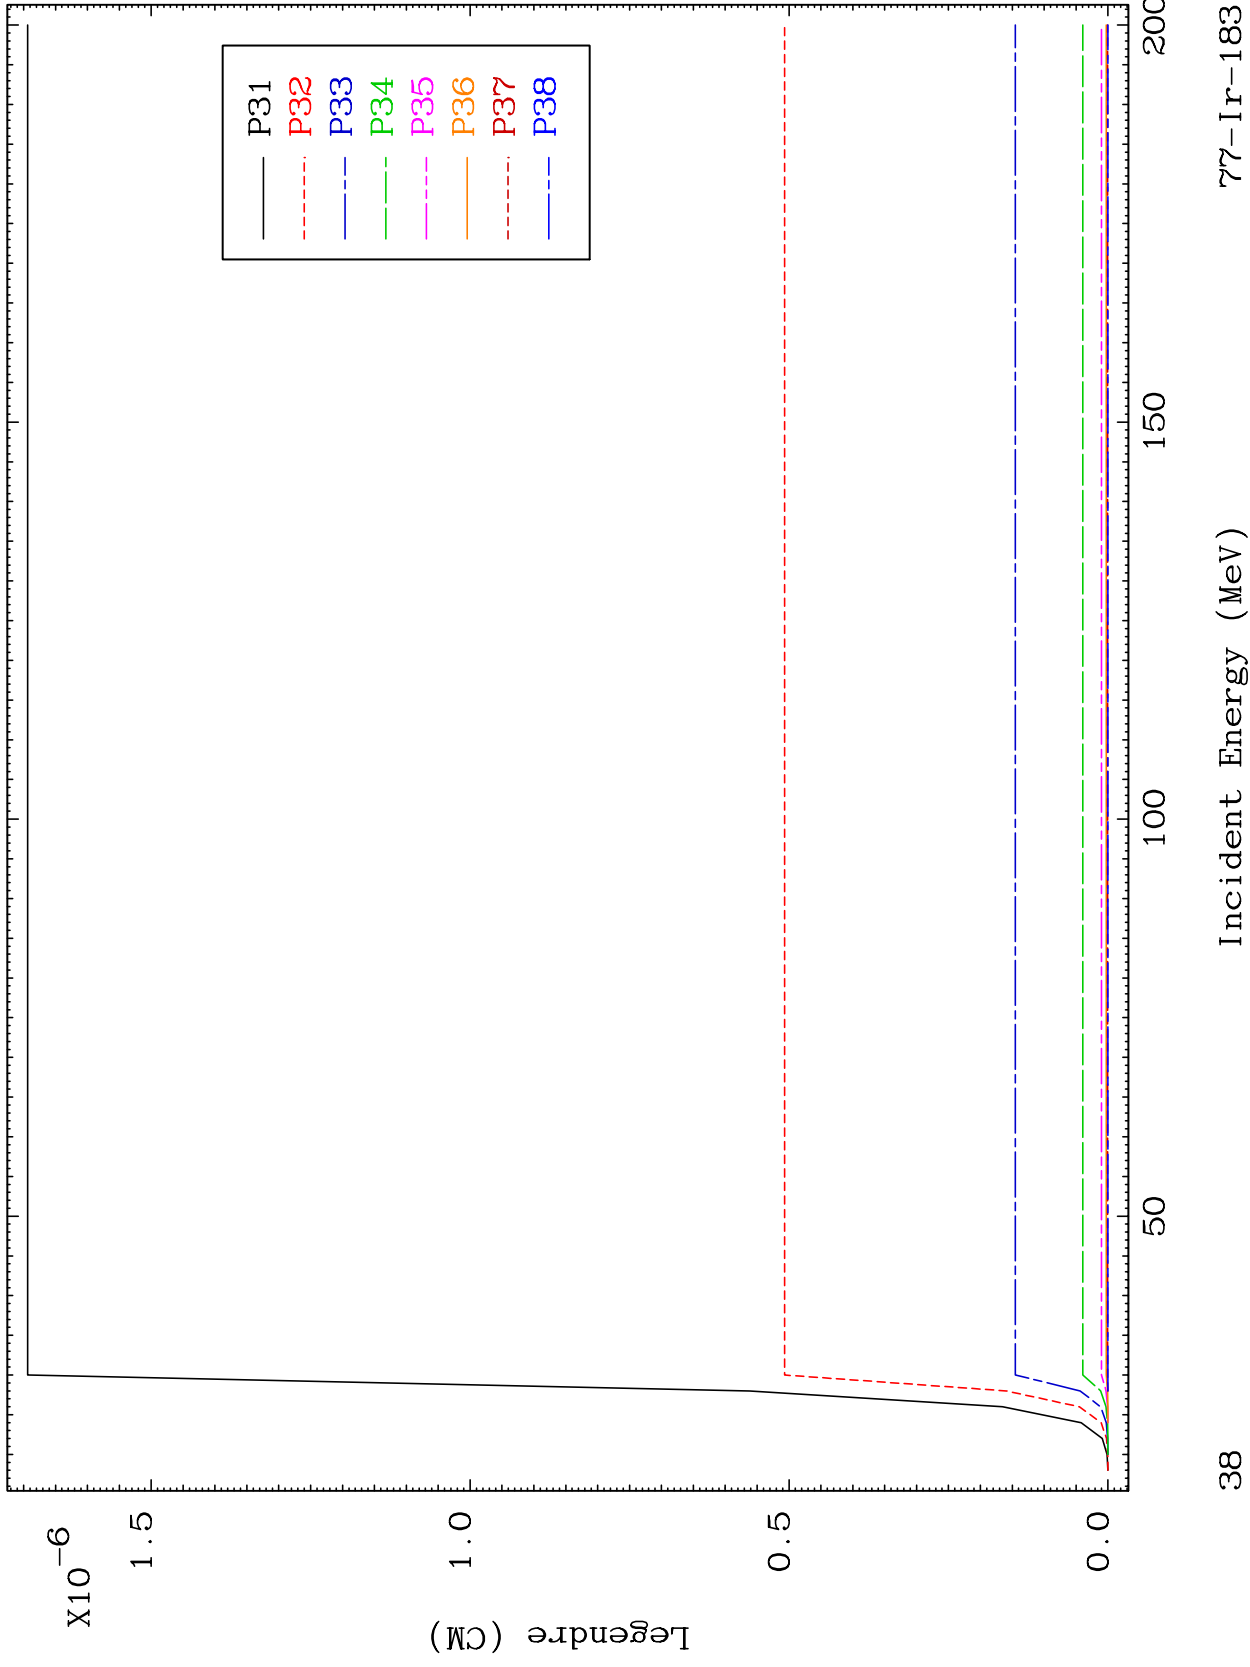 X10⁻⁶
Legendre (CM)
1.5
1.0
0.5
0.0
P31
P32
P33
P34
P35
P36
P37
P38
50
100
150
200
Incident Energy (MeV)
38
77-Ir-183